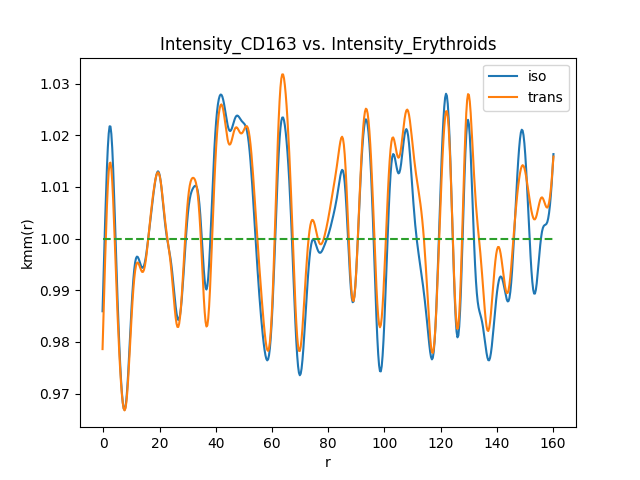 Intensity_CD163 vs. Intensity_Erythroids
iso
trans
1.03
1.02
1.01
1.00
0.99
0.98
0.97
kmm(r)
0 20 40 60 80 100 120 140 160
r